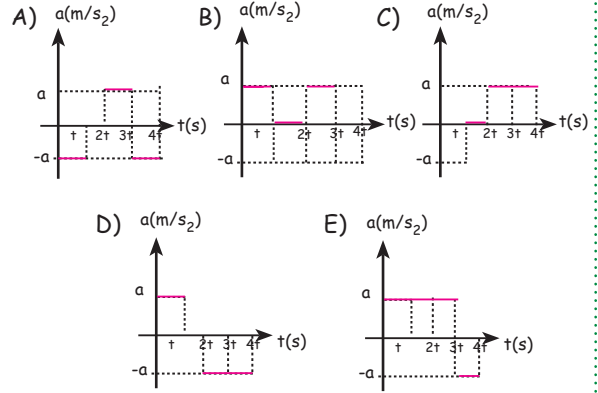 A) a(m/s₂)
a
t 2t 3t 4t t(s)
-a
B) a(m/s₂)
a
t 2t 3t 4t t(s)
-a
C) a(m/s₂)
a
t 2t 3t 4t t(s)
-a
D) a(m/s₂)
a
t 2t 3t 4t t(s)
-a
E) a(m/s₂)
a
t 2t 3t 4t t(s)
-a